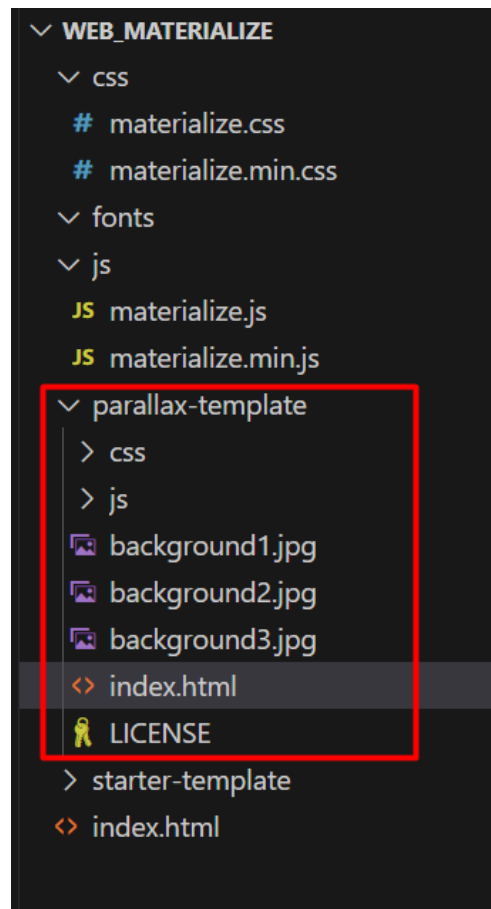 WEB_MATERIALIZE
css
# materialize.css
# materialize.min.css
fonts
js
JS materialize.js
JS materialize.min.js
parallax-template
css
js
background1.jpg
background2.jpg
background3.jpg
<> index.html
LICENSE
starter-template
<> index.html